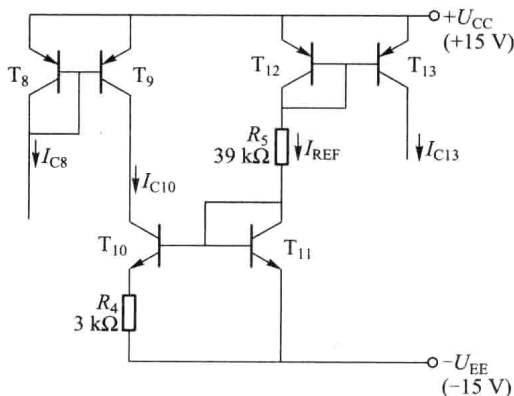 +U_CC
(+15 V)
T_8
T_9
T_12
T_13
I_C8
I_C10
R_5
39 kΩ
I_REF
I_C13
T_10
T_11
R_4
3 kΩ
−U_EE
(−15 V)